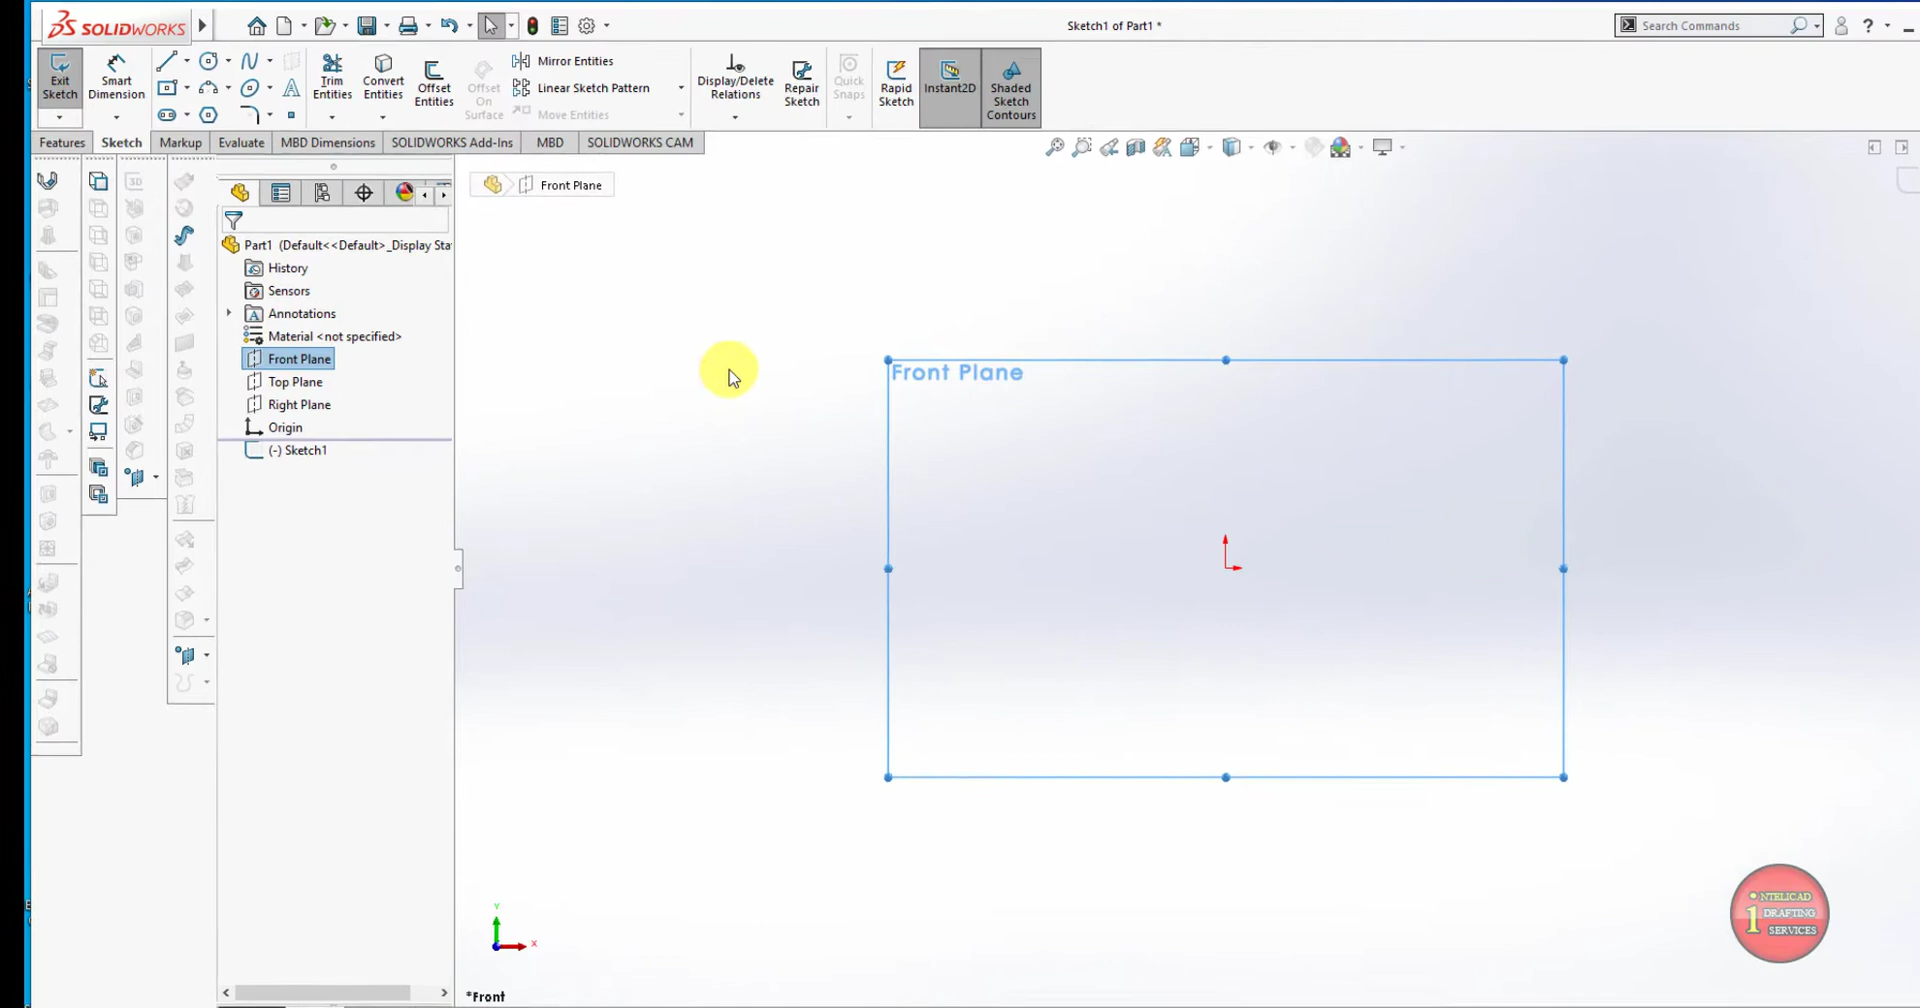 SOLIDWORKS
Sketch1 of Part1 *
Search Commands
?
Exit
Sketch
Smart
Dimension
Trim
Entities
Convert
Entities
Offset
Entities
Offset
On
Surface
Mirror Entities
Linear Sketch Pattern
Move Entities
Display/Delete
Relations
Repair
Sketch
Quick
Snaps
Rapid
Sketch
Instant2D
Shaded
Sketch
Contours
Features
Sketch
Markup
Evaluate
MBD Dimensions
SOLIDWORKS Add-Ins
MBD
SOLIDWORKS CAM
Front Plane
Part1 (Default<<Default>_Display Sta
History
Sensors
Annotations
Material <not specified>
Front Plane
Top Plane
Right Plane
Origin
(-) Sketch1
Front Plane
Y
X
*Front
NTELICAD
1 DRAFTING
SERVICES